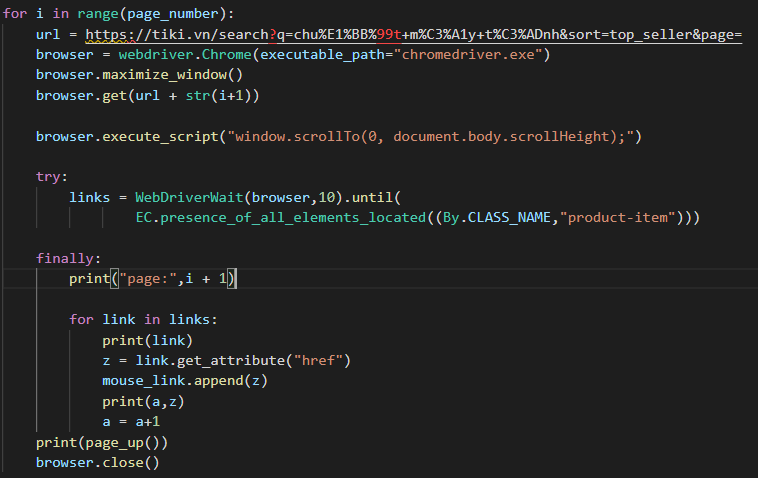 for i in range(page_number):
    url = https://tiki.vn/search?q=chu%E1%BB%99t+m%C3%A1y+t%C3%ADnh&sort=top_seller&page=
    browser = webdriver.Chrome(executable_path="chromedriver.exe")
    browser.maximize_window()
    browser.get(url + str(i+1))

    browser.execute_script("window.scrollTo(0, document.body.scrollHeight);")

    try:
        links = WebDriverWait(browser,10).until(
                EC.presence_of_all_elements_located((By.CLASS_NAME,"product-item")))

    finally:
        print("page:",i + 1)

        for link in links:
            print(link)
            z = link.get_attribute("href")
            mouse_link.append(z)
            print(a,z)
            a = a+1
    print(page_up())
    browser.close()